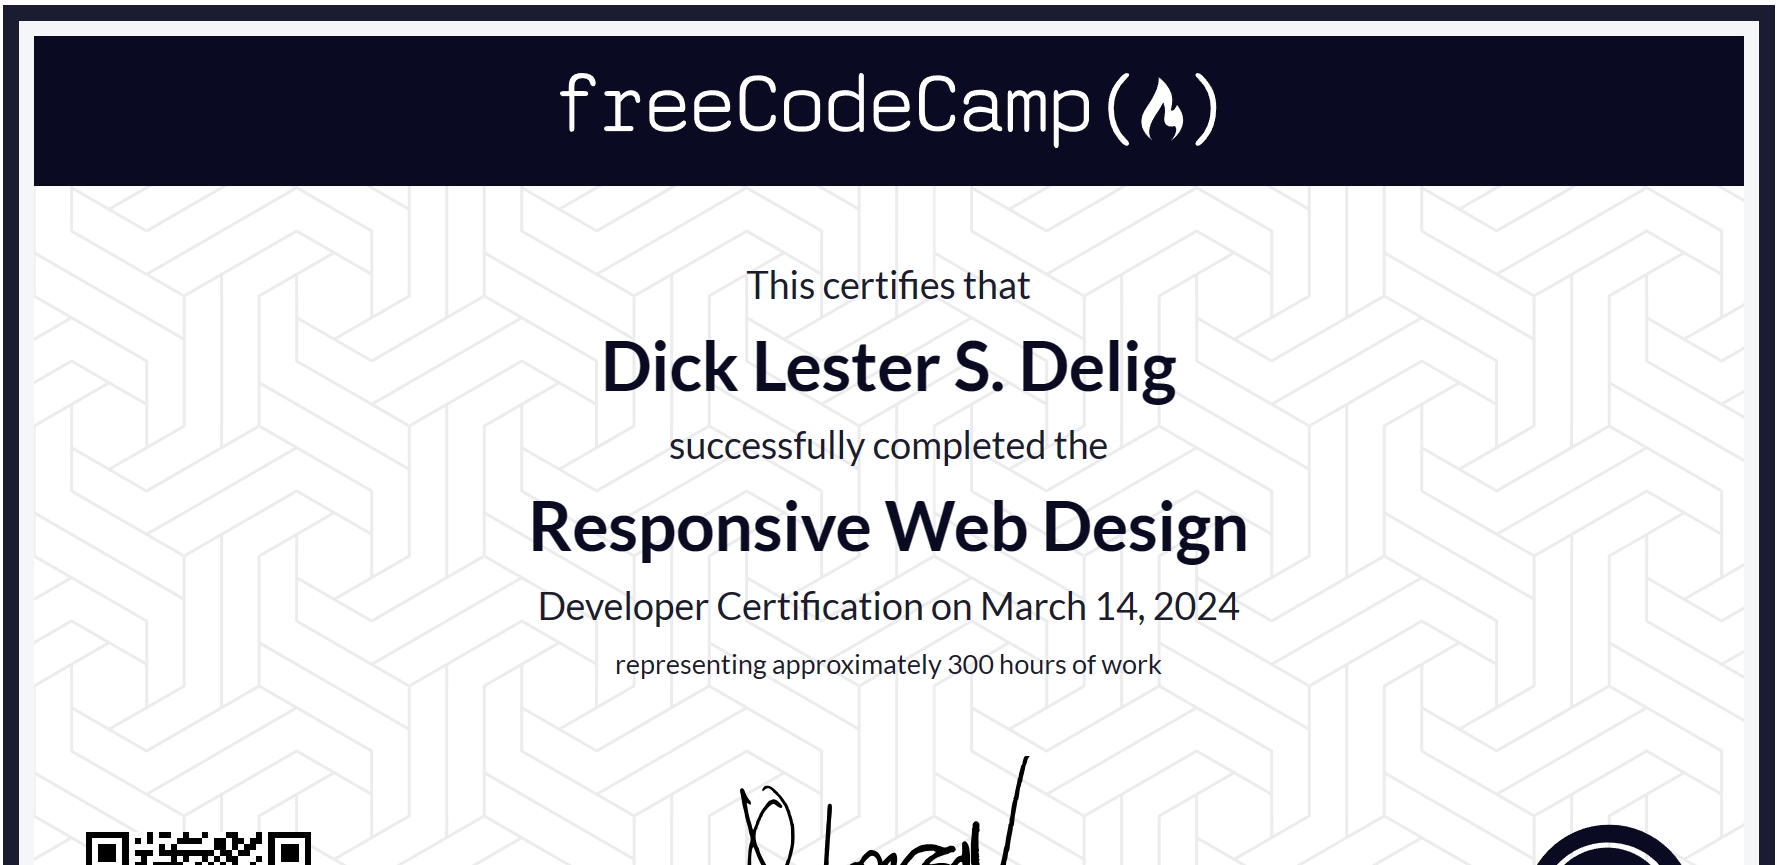 freeCodeCamp(🔥)
This certifies that
Dick Lester S. Delig
successfully completed the
Responsive Web Design
Developer Certification on March 14, 2024
representing approximately 300 hours of work